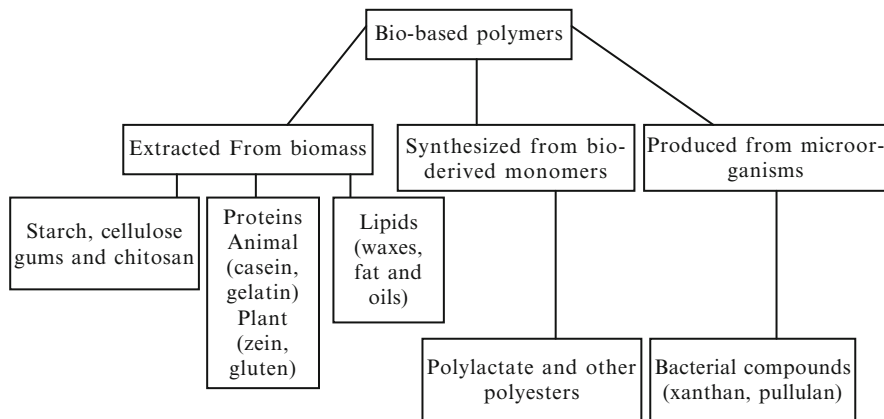 Bio-based polymers
Extracted From biomass
Synthesized from bio-
derived monomers
Produced from microor-
ganisms
Starch, cellulose
gums and chitosan
Proteins
Animal
(casein,
gelatin)
Plant
(zein,
gluten)
Lipids
(waxes,
fat and
oils)
Polylactate and other
polyesters
Bacterial compounds
(xanthan, pullulan)